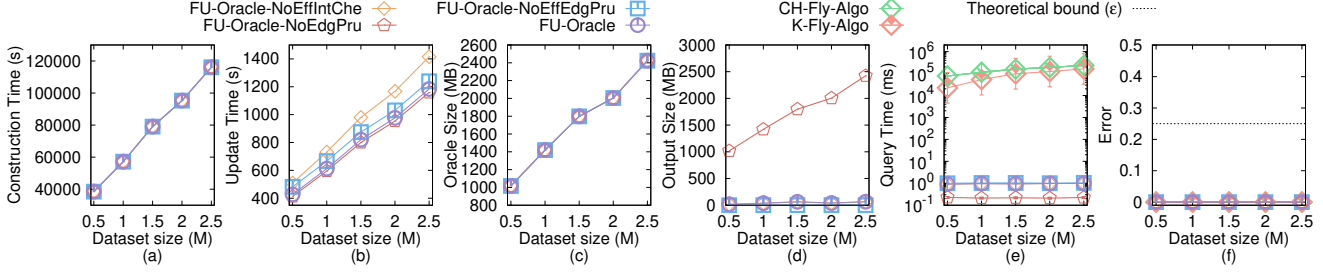 FU-Oracle-NoEffIntChe
FU-Oracle-NoEdgPru
FU-Oracle-NoEffEdgPru
FU-Oracle
CH-Fly-Algo
K-Fly-Algo
Theoretical bound (ε)
Construction Time (s)
120000
100000
80000
60000
40000
0.5 1 1.5 2 2.5
Dataset size (M)
(a)
Update Time (s)
1400
1200
1000
800
600
400
0.5 1 1.5 2 2.5
Dataset size (M)
(b)
Oracle Size (MB)
2600
2400
2200
2000
1800
1600
1400
1200
1000
800
0.5 1 1.5 2 2.5
Dataset size (M)
(c)
Output Size (MB)
3000
2500
2000
1500
1000
500
0
0.5 1 1.5 2 2.5
Dataset size (M)
(d)
Query Time (ms)
10^6
10^5
10^4
10^3
10^2
10^1
10^0
10^-1
0.5 1 1.5 2 2.5
Dataset size (M)
(e)
Error
0.5
0.4
0.3
0.2
0.1
0
0.5 1 1.5 2 2.5
Dataset size (M)
(f)